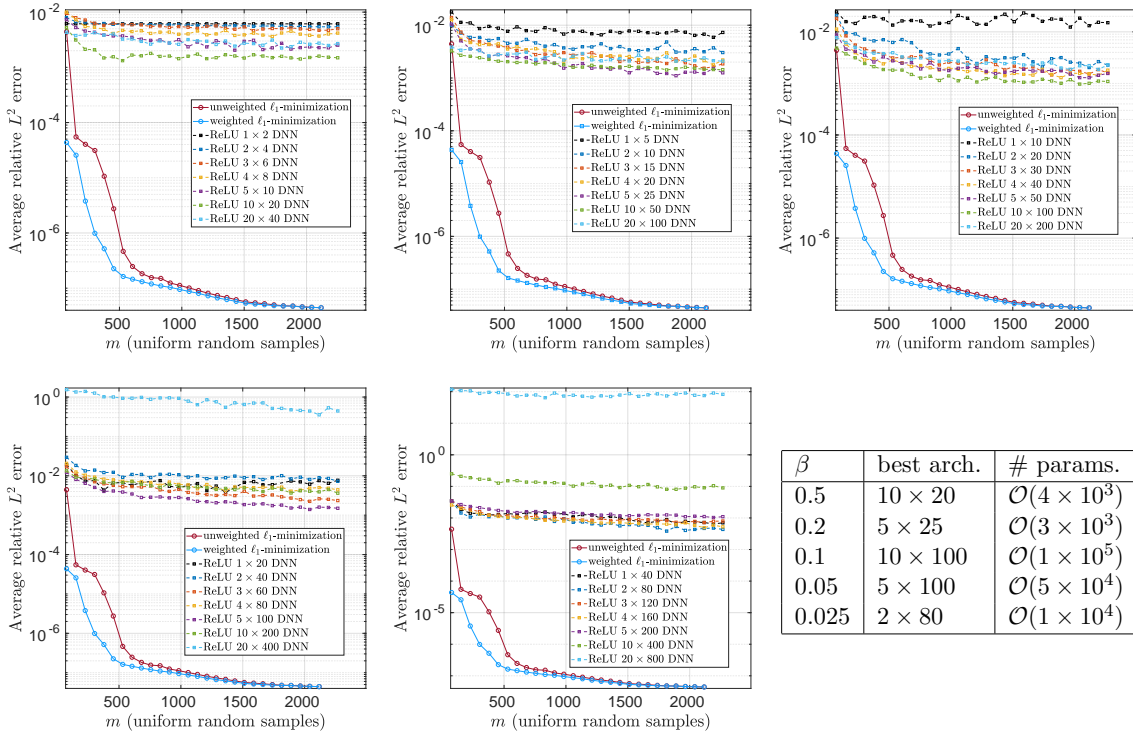 10^{-2}
10^{-4}
10^{-6}
Average relative L^2 error
unweighted ℓ_1-minimization
weighted ℓ_1-minimization
ReLU 1 × 2 DNN
ReLU 2 × 4 DNN
ReLU 3 × 6 DNN
ReLU 4 × 8 DNN
ReLU 5 × 10 DNN
ReLU 10 × 20 DNN
ReLU 20 × 40 DNN
500 1000 1500 2000
m (uniform random samples)
10^{-2}
10^{-4}
10^{-6}
Average relative L^2 error
unweighted ℓ_1-minimization
weighted ℓ_1-minimization
ReLU 1 × 5 DNN
ReLU 2 × 10 DNN
ReLU 3 × 15 DNN
ReLU 4 × 20 DNN
ReLU 5 × 25 DNN
ReLU 10 × 50 DNN
ReLU 20 × 100 DNN
500 1000 1500 2000
m (uniform random samples)
10^{-2}
10^{-4}
10^{-6}
Average relative L^2 error
unweighted ℓ_1-minimization
weighted ℓ_1-minimization
ReLU 1 × 10 DNN
ReLU 2 × 20 DNN
ReLU 3 × 30 DNN
ReLU 4 × 40 DNN
ReLU 5 × 50 DNN
ReLU 10 × 100 DNN
ReLU 20 × 200 DNN
500 1000 1500 2000
m (uniform random samples)
10^0
10^{-2}
10^{-4}
10^{-6}
Average relative L^2 error
unweighted ℓ_1-minimization
weighted ℓ_1-minimization
ReLU 1 × 20 DNN
ReLU 2 × 40 DNN
ReLU 3 × 60 DNN
ReLU 4 × 80 DNN
ReLU 5 × 100 DNN
ReLU 10 × 200 DNN
ReLU 20 × 400 DNN
500 1000 1500 2000
m (uniform random samples)
10^0
10^{-5}
Average relative L^2 error
unweighted ℓ_1-minimization
weighted ℓ_1-minimization
ReLU 1 × 40 DNN
ReLU 2 × 80 DNN
ReLU 3 × 120 DNN
ReLU 4 × 160 DNN
ReLU 5 × 200 DNN
ReLU 10 × 400 DNN
ReLU 20 × 800 DNN
500 1000 1500 2000
m (uniform random samples)
β best arch. # params.
0.5 10 × 20 O(4 × 10^3)
0.2 5 × 25 O(3 × 10^3)
0.1 10 × 100 O(1 × 10^5)
0.05 5 × 100 O(5 × 10^4)
0.025 2 × 80 O(1 × 10^4)